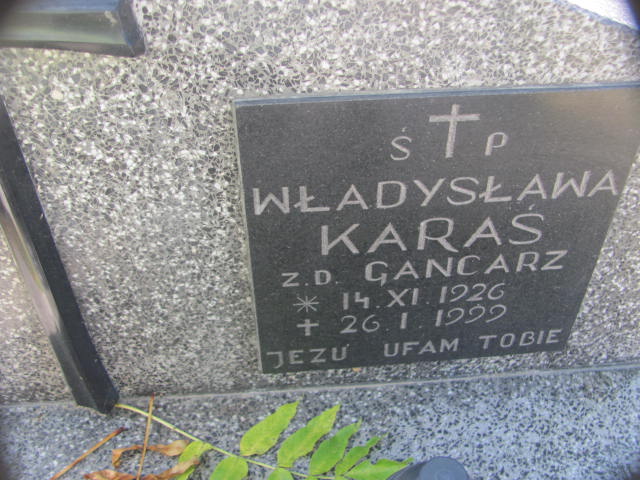 Ś P
WŁADYSŁAWA
KARAŚ
Z.D. GANCARZ
* 14.XI.1926
+ 26.I.1999
JEZU UFAM TOBIE